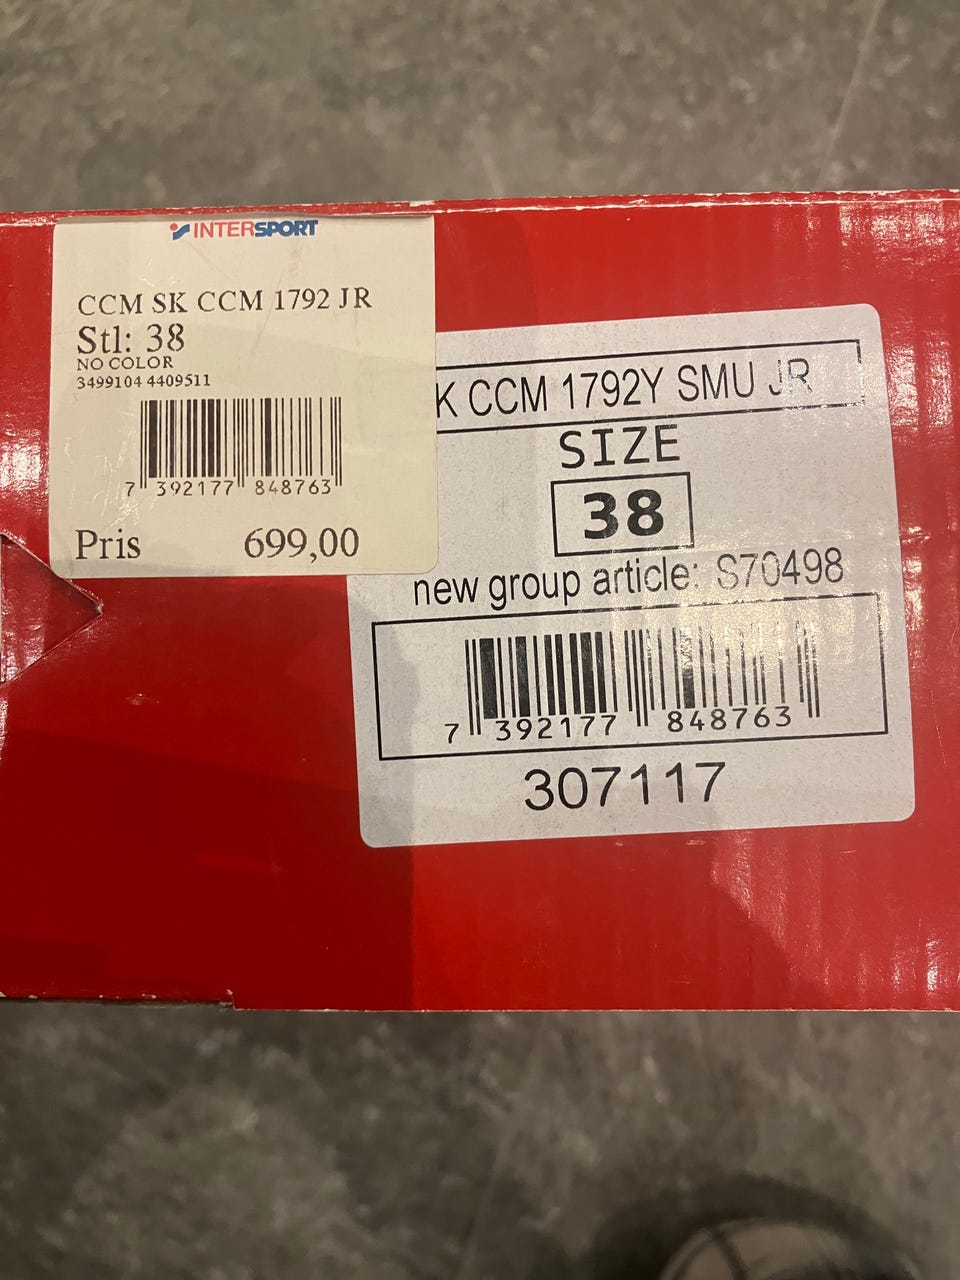 INTERSPORT
CCM SK CCM 1792 JR
Stl: 38
NO COLOR
3499104 4409511
7 392177 848763
Pris 699,00
K CCM 1792Y SMU JR
SIZE
38
new group article: S70498
7 392177 848763
307117